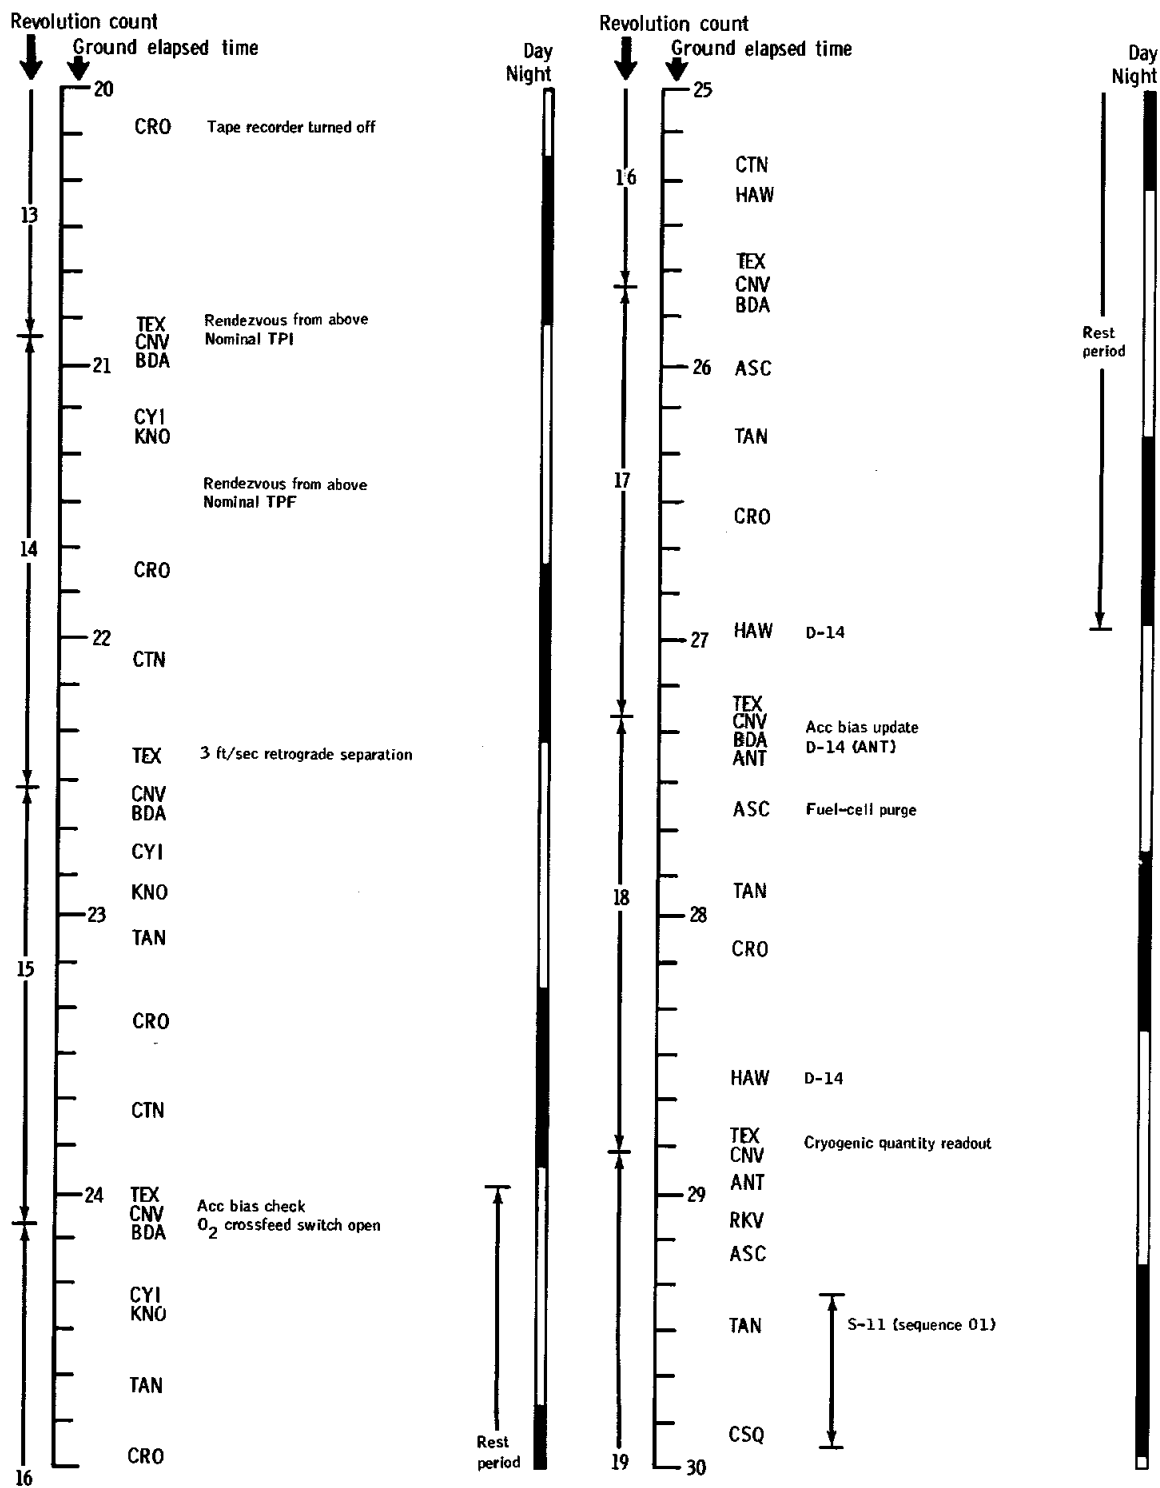 Revolution count
Ground elapsed time
Day
Night
20
CRO Tape recorder turned off
13
TEX Rendezvous from above
CNV Nominal TPI
BDA
21
CYI
KNO
Rendezvous from above
Nominal TPF
14
CRO
22
CTN
TEX 3 ft/sec retrograde separation
CNV
BDA
CYI
KNO
23
TAN
15
CRO
CTN
24
TEX Acc bias check
CNV O2 crossfeed switch open
BDA
CYI
KNO
TAN
Rest
period
CRO
16
Revolution count
Ground elapsed time
Day
Night
25
CTN
16
HAW
TEX
CNV
BDA
Rest
period
26 ASC
TAN
17
CRO
27 HAW D-14
TEX
CNV Acc bias update
BDA D-14 (ANT)
ANT
ASC Fuel-cell purge
TAN
18
28
CRO
HAW D-14
TEX Cryogenic quantity readout
CNV
ANT
29
RKV
ASC
TAN S-11 (sequence 01)
CSQ
19
30